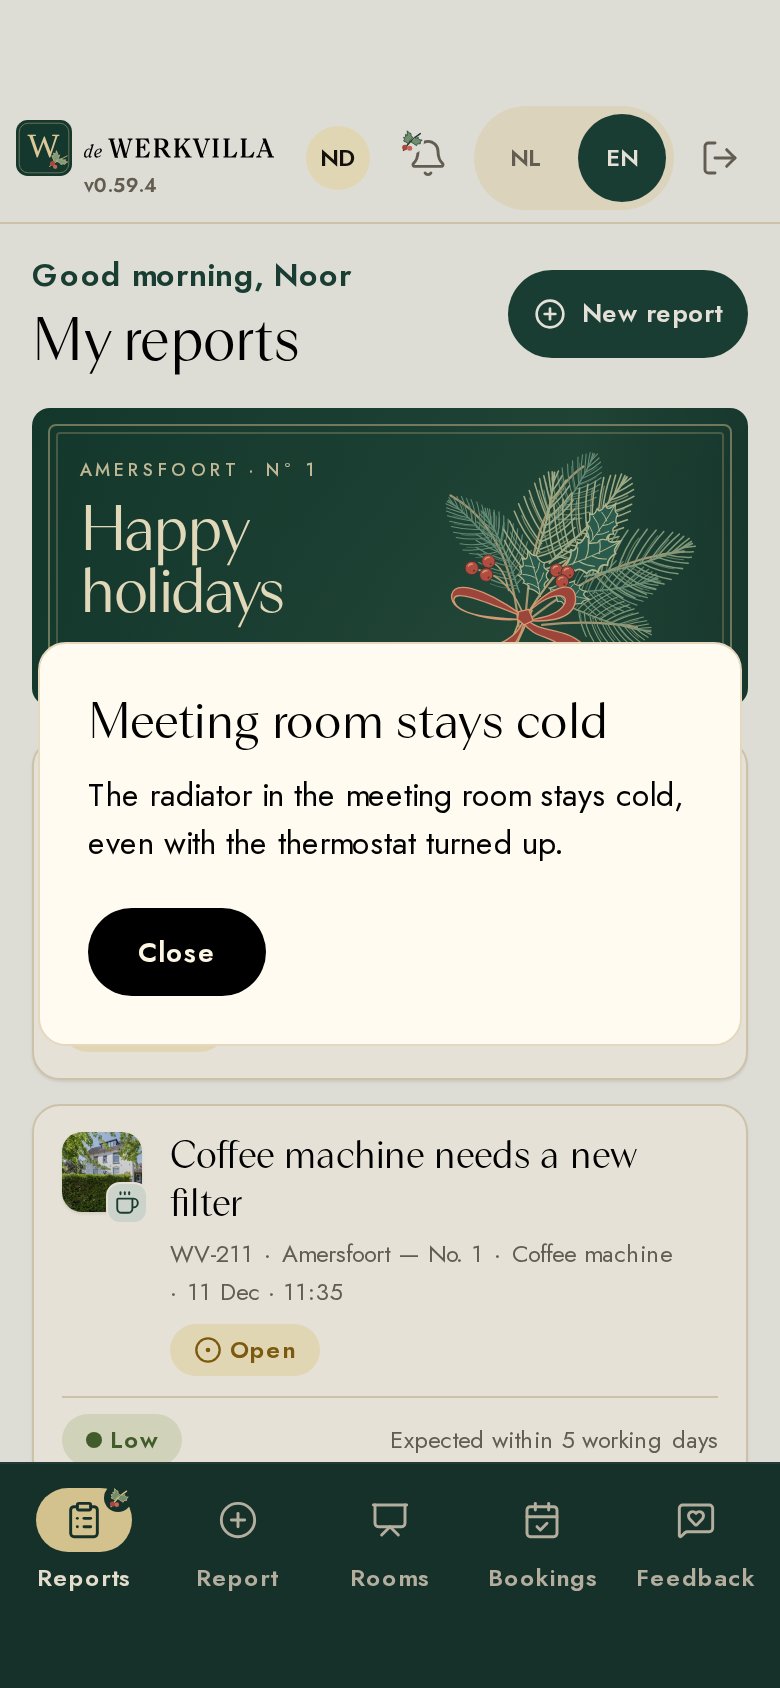 W
de WERKVILLA
v0.59.4
ND
NL
EN
Good morning, Noor
My reports
New report
AMERSFOORT · N° 1
Happy
holidays
Meeting room stays cold
The radiator in the meeting room stays cold,
even with the thermostat turned up.
Close
Coffee machine needs a new
filter
WV-211 · Amersfoort — No. 1 · Coffee machine
· 11 Dec · 11:35
Open
Low
Expected within 5 working days
Reports
Report
Rooms
Bookings
Feedback